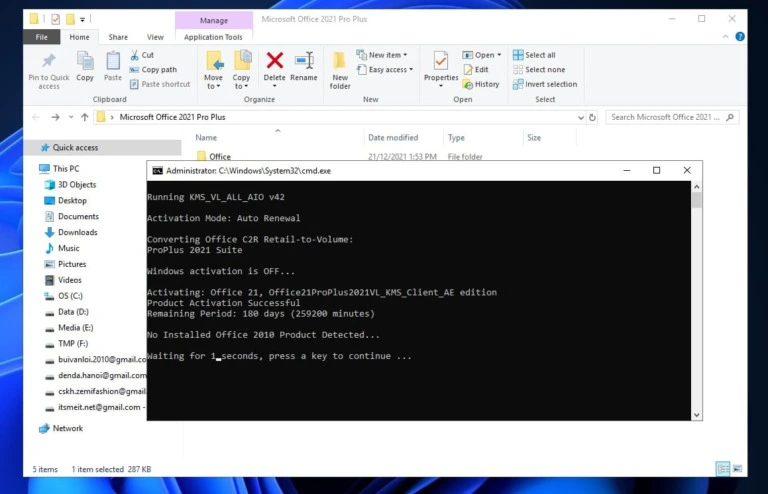 Manage
Microsoft Office 2021 Pro Plus
File
Home
Share
View
Application Tools
Pin to Quick access
Copy
Paste
Cut
Copy path
Paste shortcut
Clipboard
Move to
Copy to
Delete
Rename
Organize
New folder
New item
Easy access
New
Properties
Open
Edit
History
Open
Select all
Select none
Invert selection
Select
Microsoft Office 2021 Pro Plus
Search Microsoft Office 2021 ...
Name
Date modified
Type
Size
Office
21/12/2021 1:53 PM
File folder
Quick access
This PC
3D Objects
Desktop
Documents
Downloads
Music
Pictures
Videos
OS (C:)
Data (D:)
Media (E:)
TMP (F:)
buivanloi.2010@gmail.co
denda.hanoi@gmail.com
cskh.zemifashion@gmail
itsmeit.net@gmail.com -
Network
Administrator: C:\Windows\System32\cmd.exe
Running KMS_VL_ALL_AIO v42
Activation Mode: Auto Renewal
Converting Office C2R Retail-to-Volume:
ProPlus 2021 Suite
Windows activation is OFF...
Activating: Office 21, Office21ProPlus2021VL_KMS_Client_AE edition
Product Activation Successful
Remaining Period: 180 days (259200 minutes)
No Installed Office 2010 Product Detected...
Waiting for 1 seconds, press a key to continue ...
5 items
1 item selected 287 KB